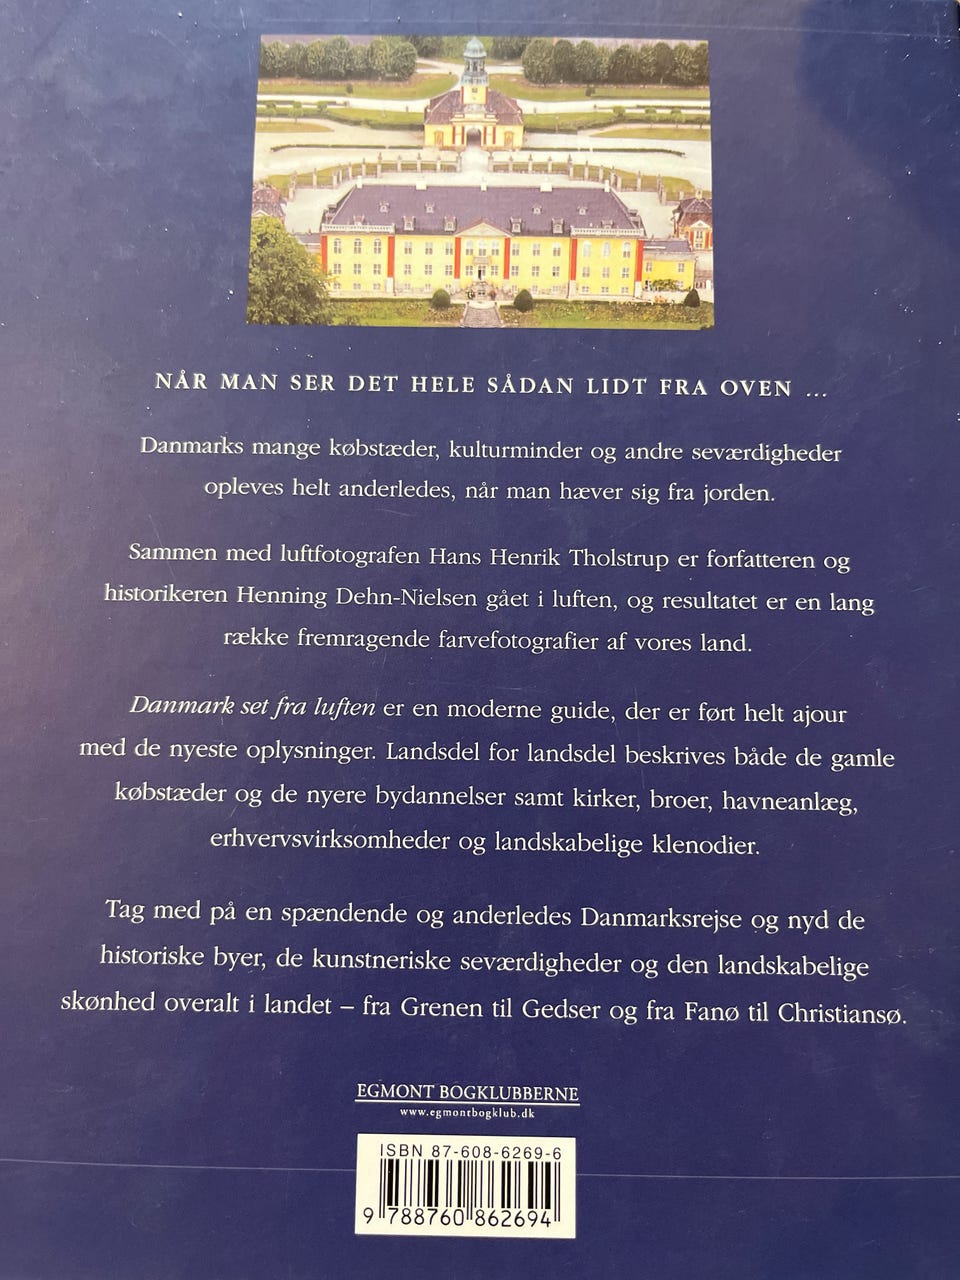 NÅR MAN SER DET HELE SÅDAN LIDT FRA OVEN ...
Danmarks mange købstæder, kulturminder og andre seværdigheder
opleves helt anderledes, når man hæver sig fra jorden.
Sammen med luftfotografen Hans Henrik Tholstrup er forfatteren og
historikeren Henning Dehn-Nielsen gået i luften, og resultatet er en lang
række fremragende farvefotografier af vores land.
Danmark set fra luften er en moderne guide, der er ført helt ajour
med de nyeste oplysninger. Landsdel for landsdel beskrives både de gamle
købstæder og de nyere bydannelser samt kirker, broer, havneanlæg,
erhvervsvirksomheder og landskabelige klenodier.
Tag med på en spændende og anderledes Danmarksrejse og nyd de
historiske byer, de kunstneriske seværdigheder og den landskabelige
skønhed overalt i landet – fra Grenen til Gedser og fra Fanø til Christiansø.
EGMONT BOGKLUBBERNE
www.egmontbogklub.dk
ISBN 87-608-6269-6
9 788760 862694